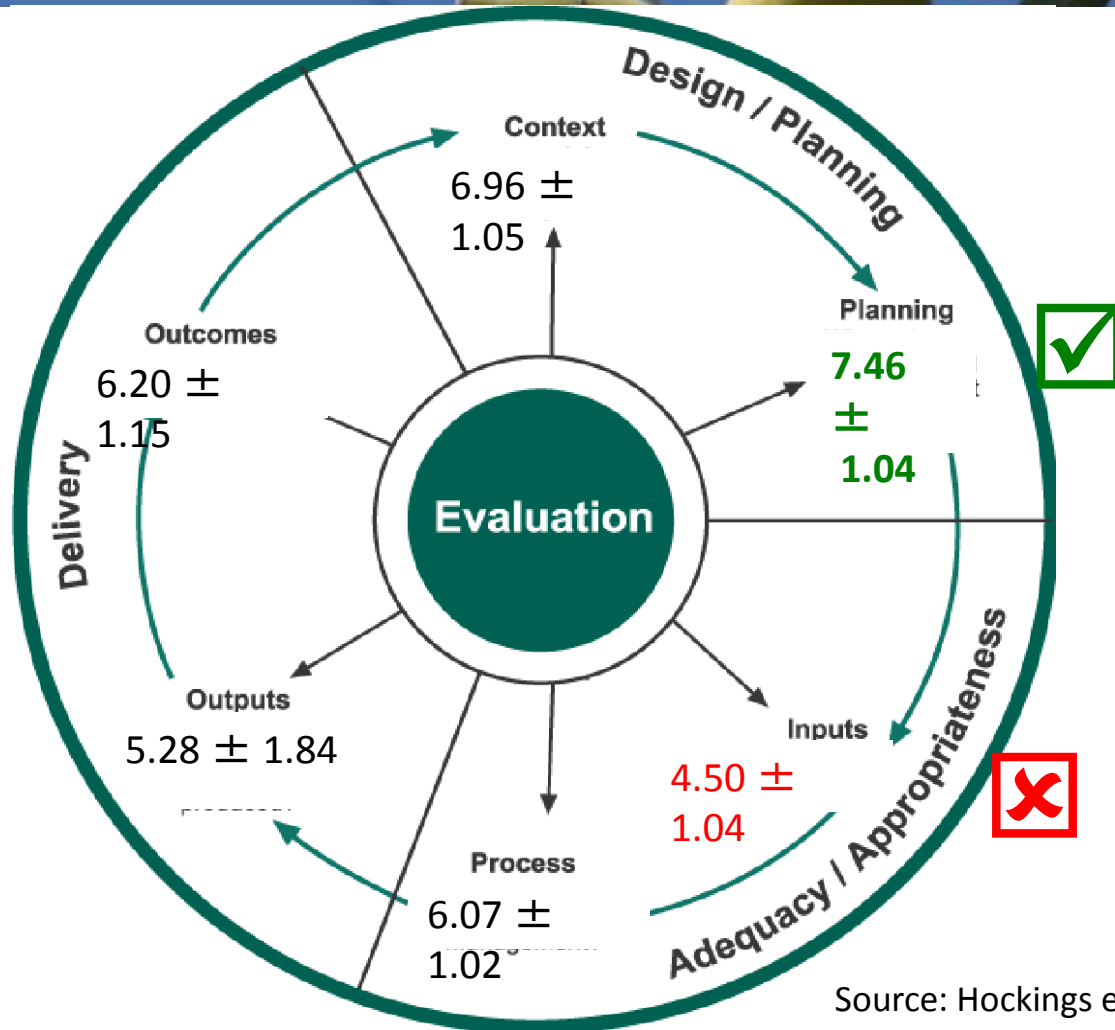 Design / Planning
Context
6.96 ±
1.05
Planning
7.46
±
1.04
Outcomes
6.20 ±
1.15
Delivery
Evaluation
Outputs
5.28 ± 1.84
Inputs
4.50 ±
1.04
Adequacy / Appropriateness
Process
6.07 ±
1.02
Source: Hockings e